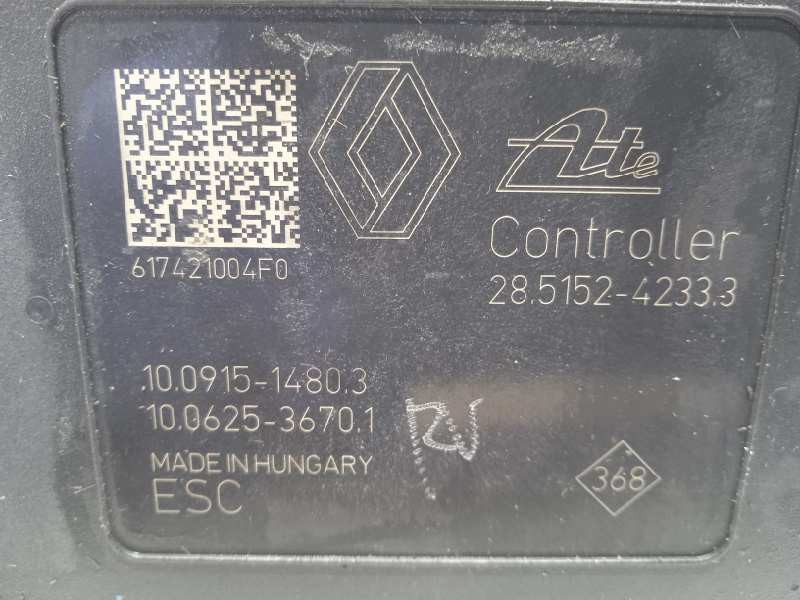 617421004F0
Ate
Controller
28.5152-4233.3
10.0915-1480.3
10.0625-3670.1
MADE IN HUNGARY
ESC
368